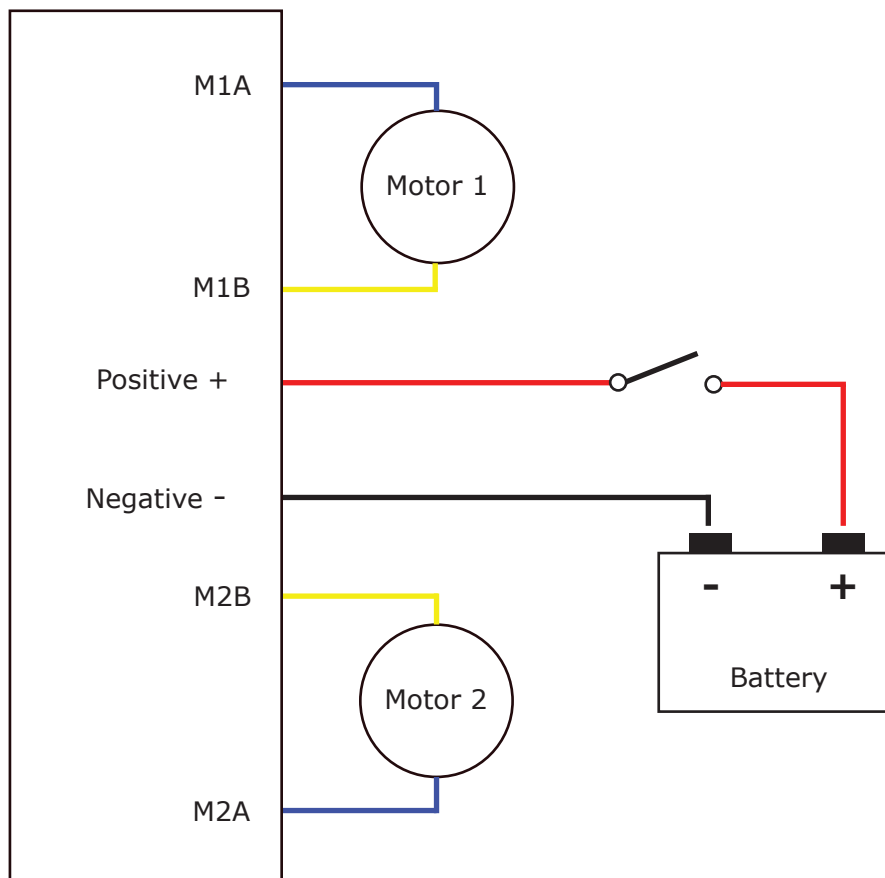 M1A
Motor 1
M1B
Positive +
Negative -
- +
M2B
Battery
Motor 2
M2A